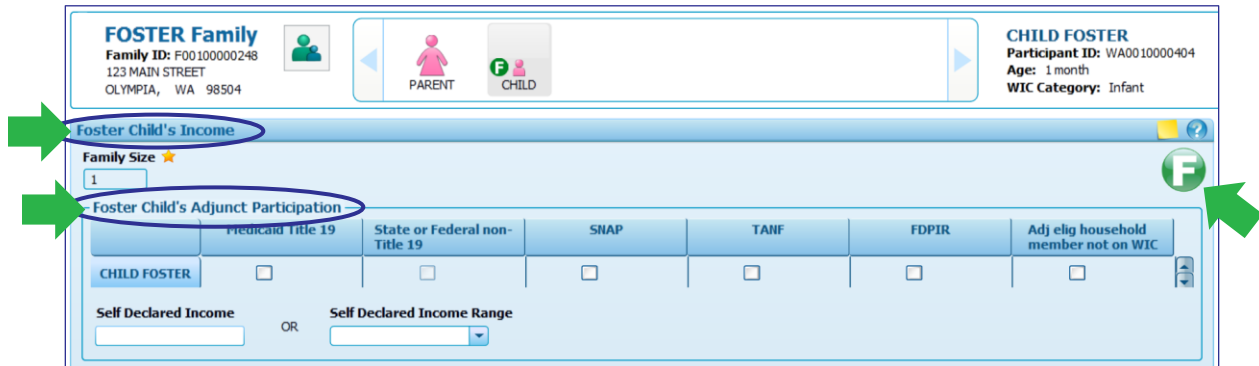 FOSTER Family
Family ID: F00100000248
123 MAIN STREET
OLYMPIA, WA 98504
PARENT
F
CHILD
CHILD FOSTER
Participant ID: WA0010000404
Age: 1 month
WIC Category: Infant
Foster Child's Income
?
Family Size
1
F
Foster Child's Adjunct Participation
Medicaid Title 19
State or Federal non-
Title 19
SNAP
TANF
FDPIR
Adj elig household
member not on WIC
CHILD FOSTER
Self Declared Income
OR
Self Declared Income Range